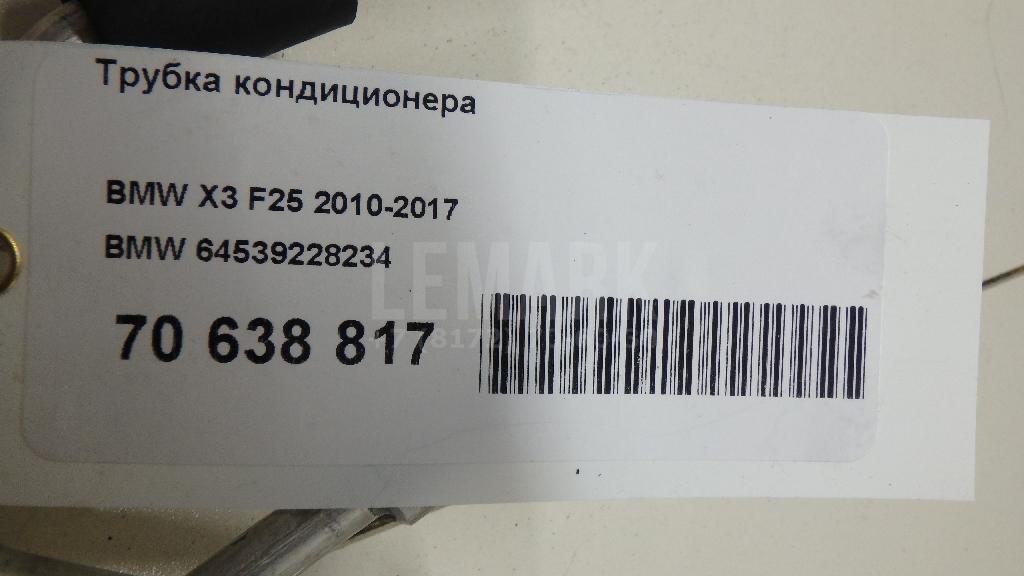 Трубка кондиционера
BMW X3 F25 2010-2017
BMW 64539228234
LEMARK
70 638 817